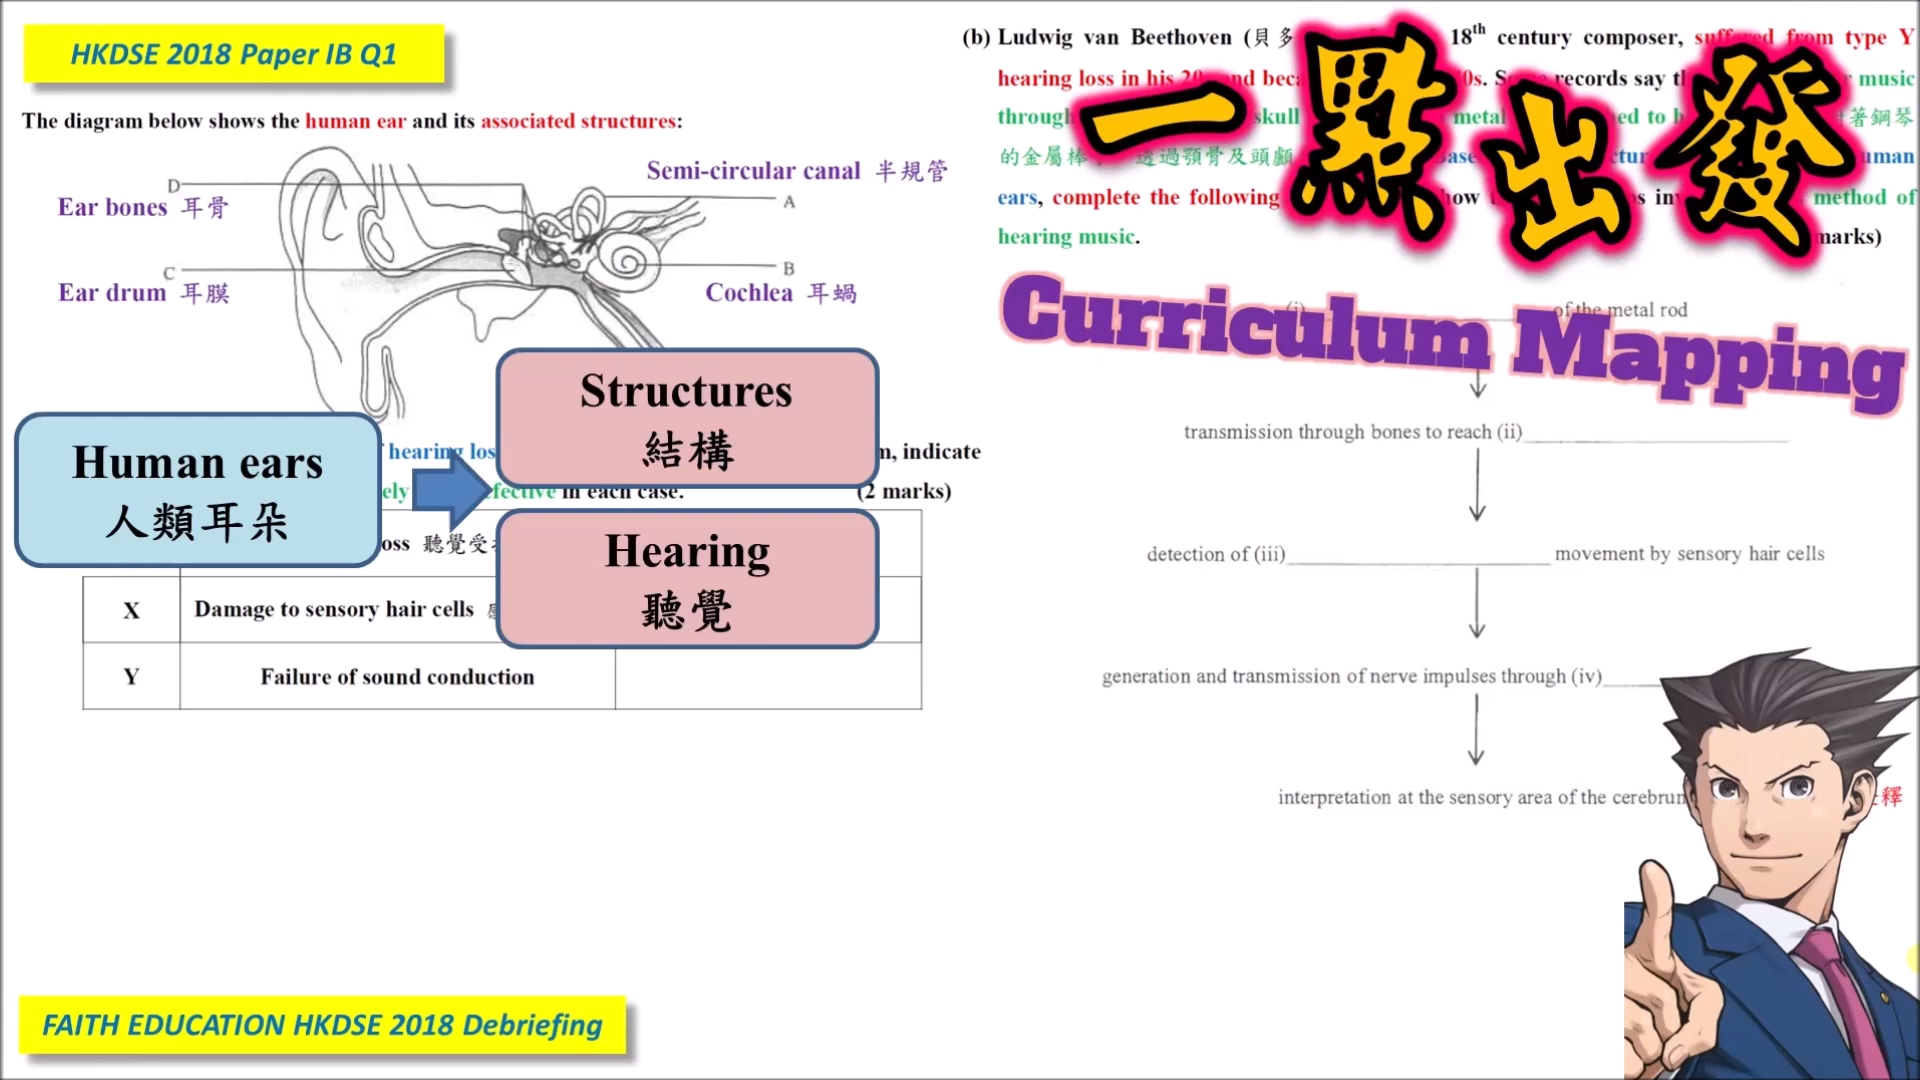 HKDSE 2018 Paper IB Q1
The diagram below shows the human ear and its associated structures:
D
Semi-circular canal 半規管
A
Ear bones 耳骨
C
B
Ear drum 耳膜
Cochlea 耳蝸
Structures
結構
Human ears
人類耳朵
Hearing
聽覺
hearing los
, indicate
ely
fective in each case.
(2 marks)
oss 聽覺受
X
Damage to sensory hair cells
Y
Failure of sound conduction
FAITH EDUCATION HKDSE 2018 Debriefing
(b) Ludwig van Beethoven (貝多
18th century composer, suffered from type Y
hearing loss in his 20
records say
music
through
skull
metal
著鋼琴
的金屬棒
透過顎骨及頭顱
uman
ears, complete the following
method of
hearing music.
marks)
一點出發
Curriculum Mapping
(i)
of the metal rod
transmission through bones to reach (ii)
detection of (iii) movement by sensory hair cells
generation and transmission of nerve impulses through (iv)
interpretation at the sensory area of the cerebrum
釋